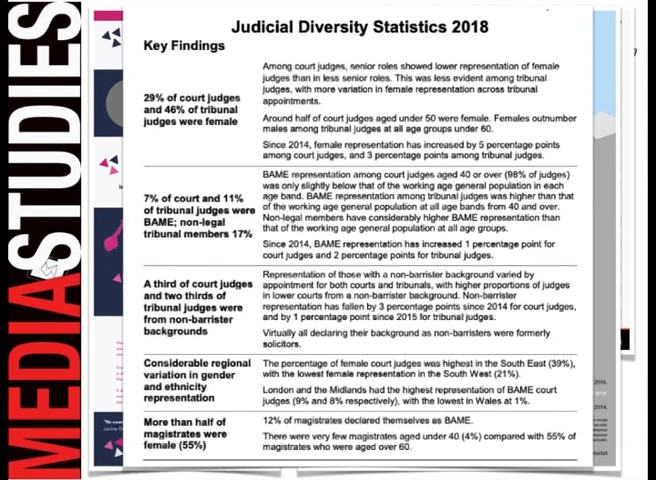 MEDIASTUDIES
Judicial Diversity Statistics 2018
Key Findings
29% of court judges
and 46% of tribunal
judges were female
Among court judges, senior roles showed lower representation of female
judges than in less senior roles. This was less evident among tribunal
judges, with more variation in female representation across tribunal
appointments.
Around half of court judges aged under 50 were female. Females outnumber
males among tribunal judges at all age groups under 60.
Since 2014, female representation has increased by 5 percentage points
among court judges, and 3 percentage points among tribunal judges.
7% of court and 11%
of tribunal judges were
BAME; non-legal
tribunal members 17%
BAME representation among court judges aged 40 or over (98% of judges)
was only slightly below that of the working age general population in each
age band. BAME representation among tribunal judges was higher than that
of the working age general population at all age bands from 40 and over.
Non-legal members have considerably higher BAME representation than
that of the working age general population at all age groups.
Since 2014, BAME representation has increased 1 percentage point for
court judges and 2 percentage points for tribunal judges.
A third of court judges
and two thirds of
tribunal judges were
from non-barrister
backgrounds
Representation of those with a non-barrister background varied by
appointment for both courts and tribunals, with higher proportions of judges
in lower courts from a non-barrister background. Non-barrister
representation has fallen by 3 percentage points since 2014 for court judges,
and by 1 percentage point since 2015 for tribunal judges.
Virtually all declaring their background as non-barristers were formerly
solicitors.
Considerable regional
variation in gender
and ethnicity
representation
The percentage of female court judges was highest in the South East (39%),
with the lowest female representation in the South West (21%).
London and the Midlands had the highest representation of BAME court
judges (9% and 8% respectively), with the lowest in Wales at 1%.
More than half of
magistrates were
female (55%)
12% of magistrates declared themselves as BAME.
There were very few magistrates aged under 40 (4%) compared with 55% of
magistrates who were aged over 60.
2014.